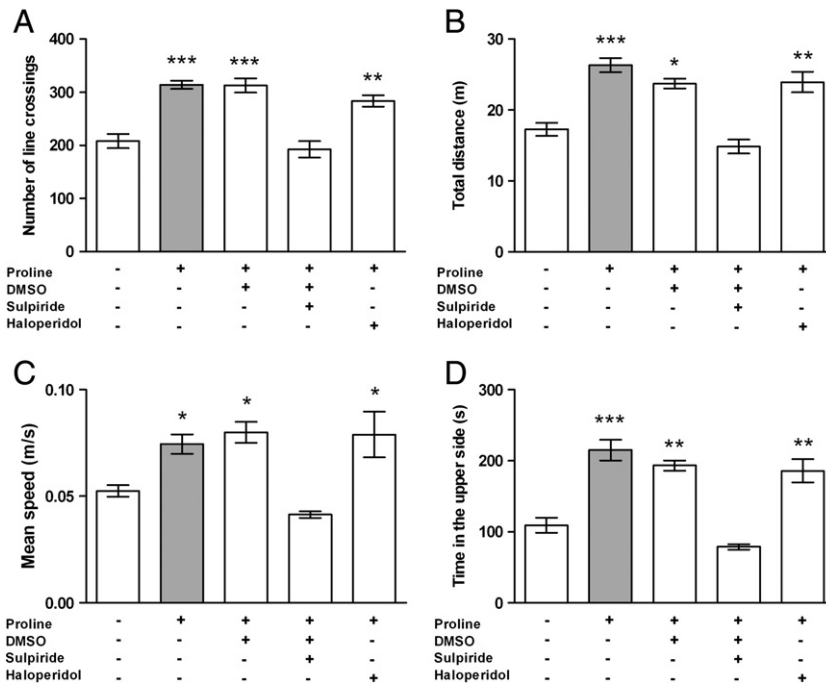 A
Number of line crossings
400
300
200
100
0
*** *** **
Proline - + + + +
DMSO - - + + -
Sulpiride - - - + -
Haloperidol - - - - +
B
Total distance (m)
30
20
10
0
*** * **
Proline - + + + +
DMSO - - + + -
Sulpiride - - - + -
Haloperidol - - - - +
C
Mean speed (m/s)
0.10
0.05
0.00
* * *
Proline - + + + +
DMSO - - + + -
Sulpiride - - - + -
Haloperidol - - - - +
D
Time in the upper side (s)
300
200
100
0
*** ** **
Proline - + + + +
DMSO - - + + -
Sulpiride - - - + -
Haloperidol - - - - +